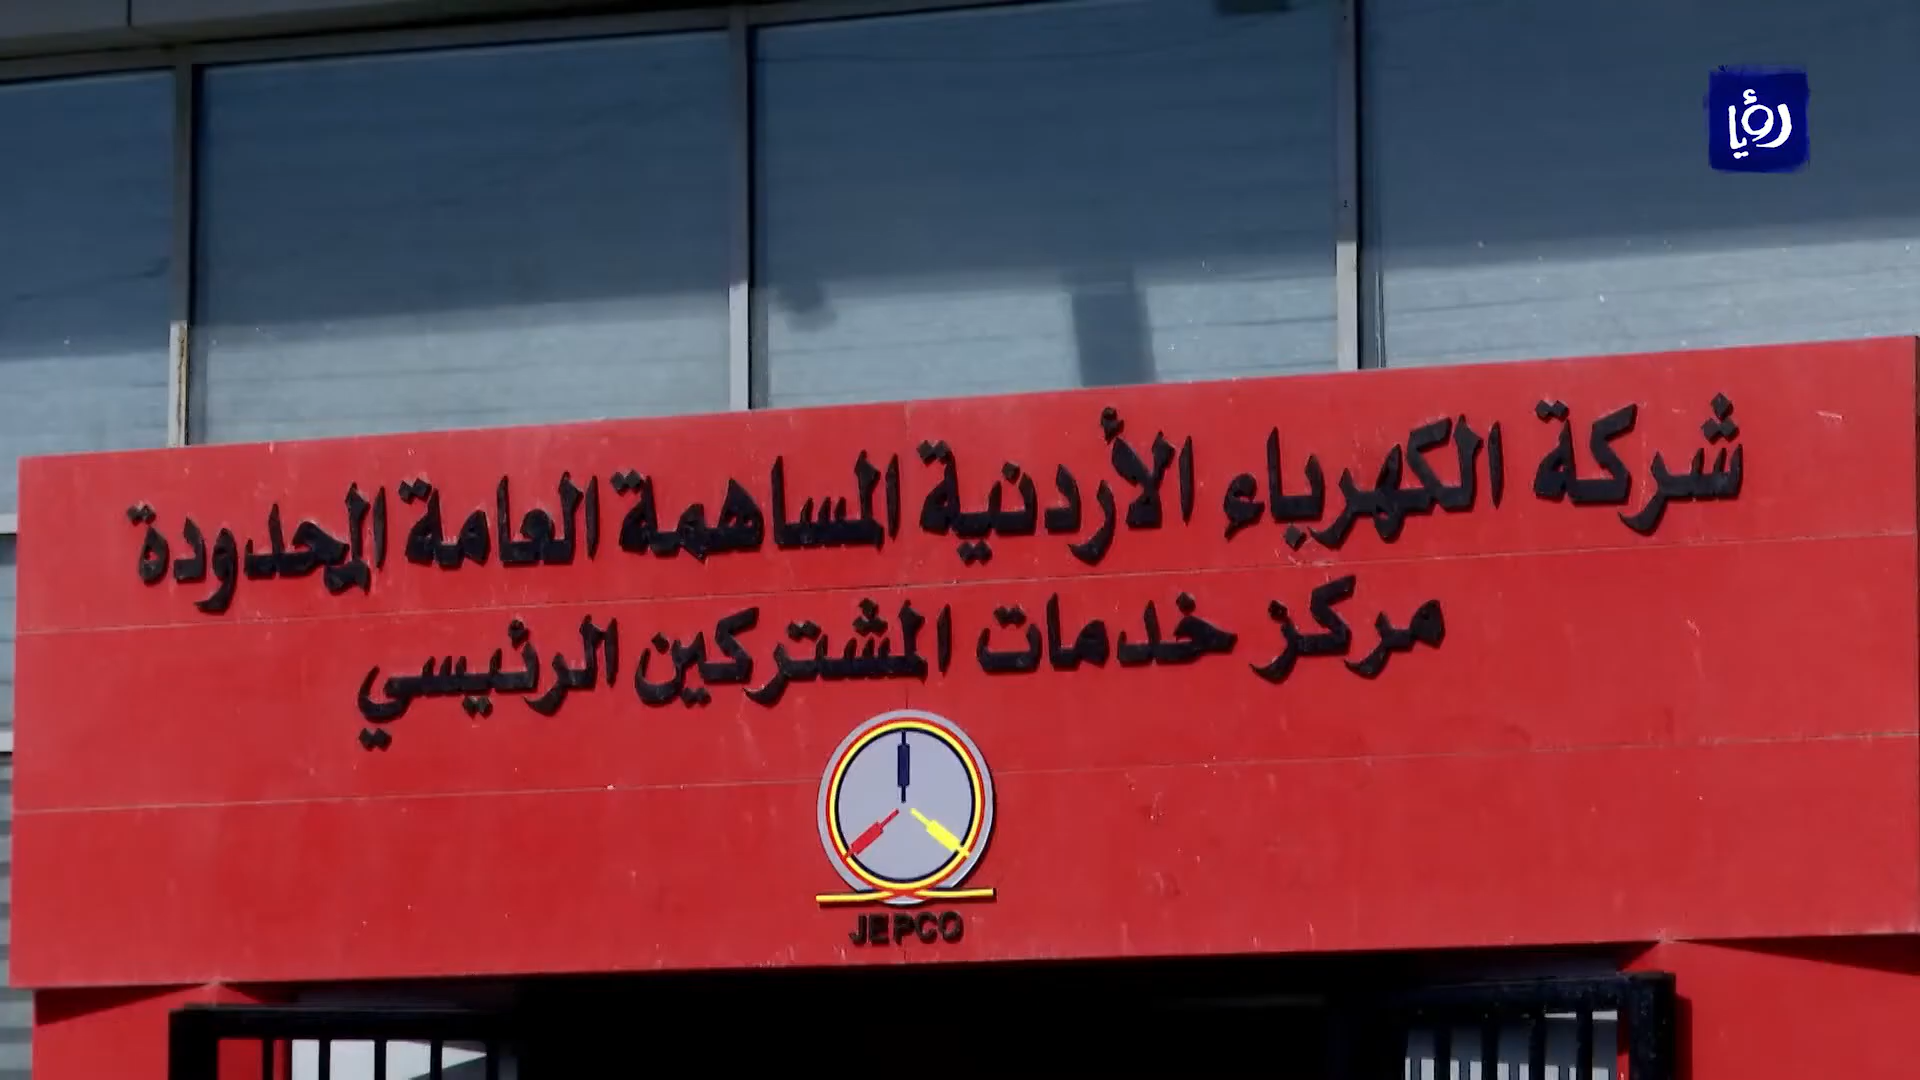 رؤيا
شركة الكهرباء الأردنية المساهمة العامة المحدودة
مركز خدمات المشتركين الرئيسي
JEPCO